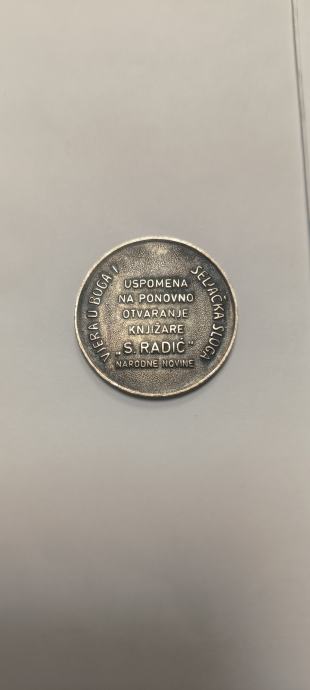 VJERA U BOGA I
SELJAČKA SLOGA
USPOMENA
NA PONOVNO
OTVARANJE
KNJIŽARE
„S. RADIĆ"
NARODNE NOVINE